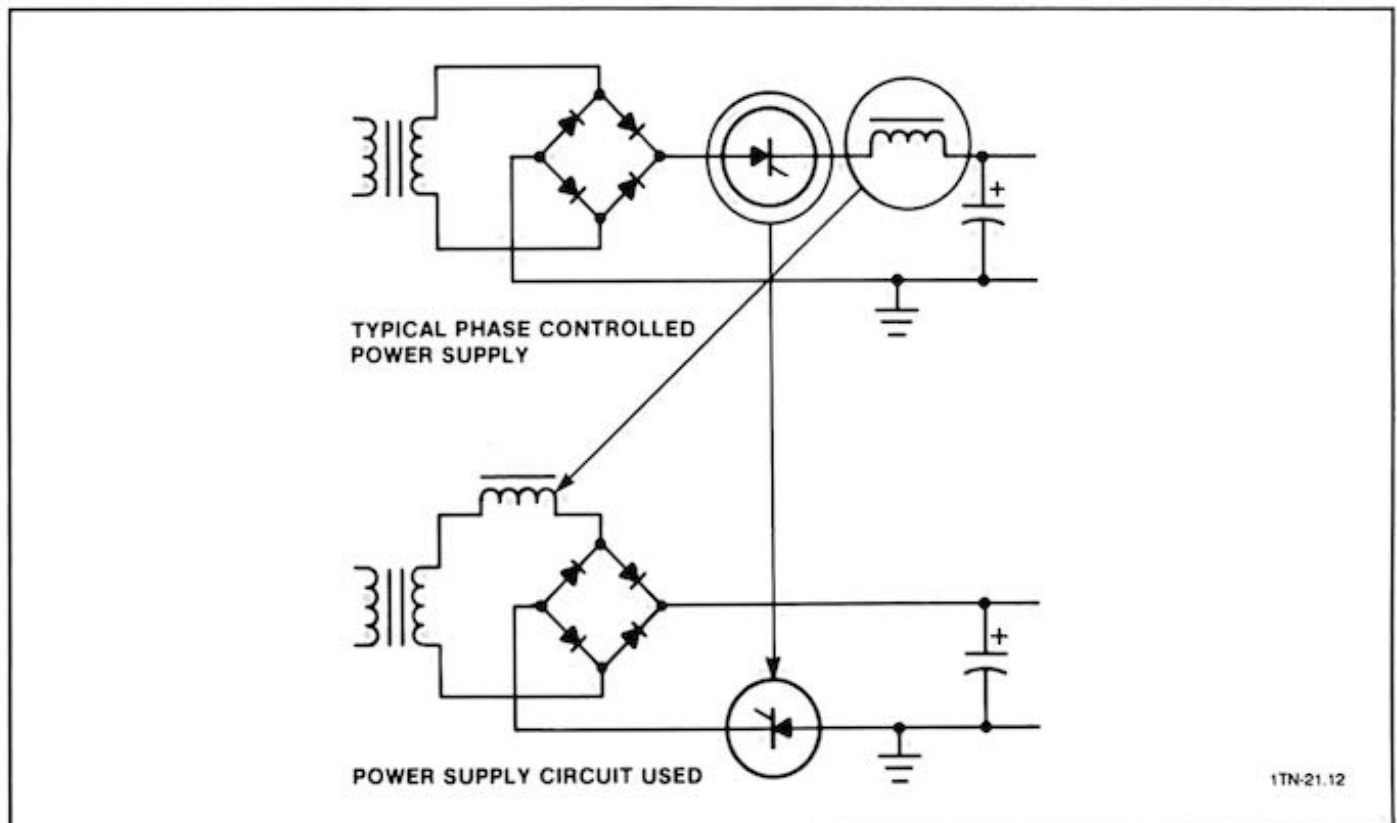 +
TYPICAL PHASE CONTROLLED
POWER SUPPLY
+
POWER SUPPLY CIRCUIT USED
1TN-21.12